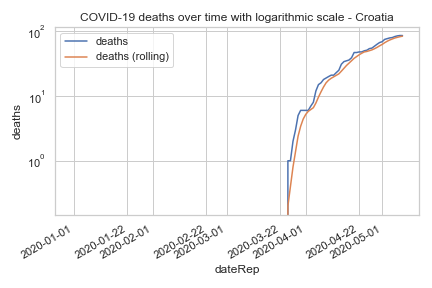 COVID-19 deaths over time with logarithmic scale - Croatia
deaths
deaths (rolling)
10²
10¹
10⁰
deaths
2020-01-01
2020-01-22
2020-02-01
2020-02-22
2020-03-01
2020-03-22
2020-04-01
2020-04-22
2020-05-01
dateRep